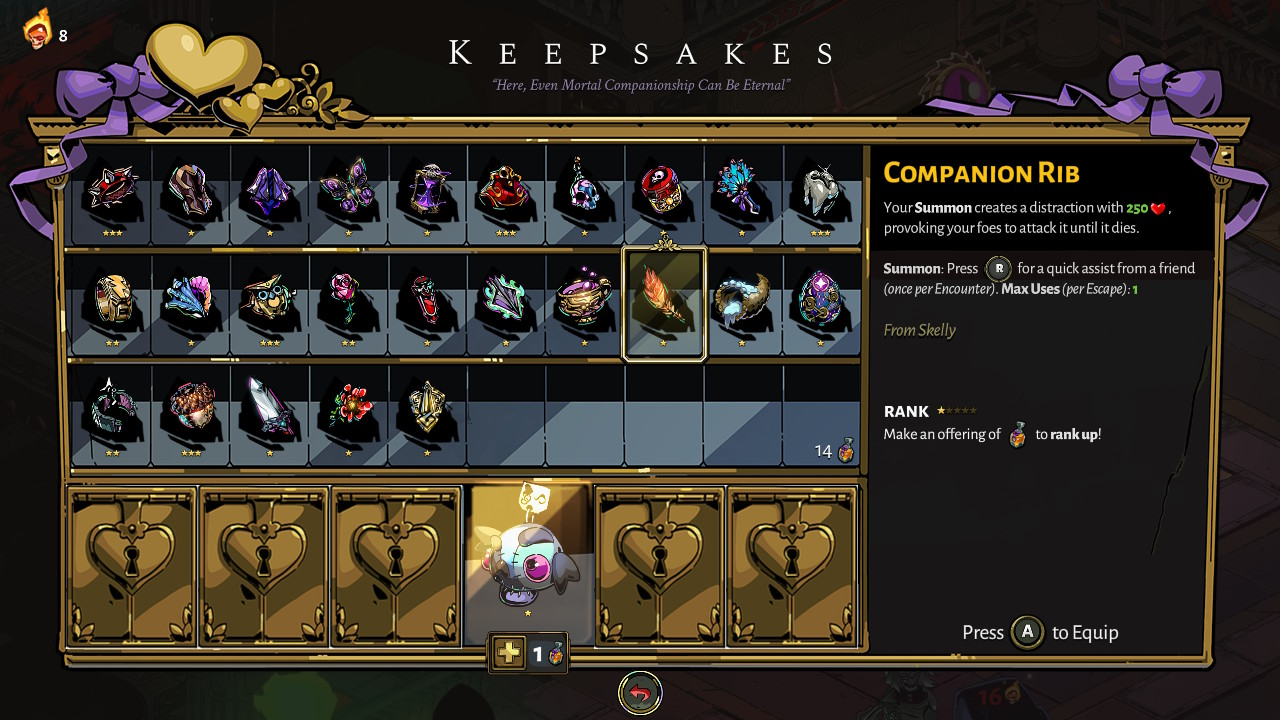 8
KEEPSAKES
“Here, Even Mortal Companionship Can Be Eternal”
COMPANION RIB
Your Summon creates a distraction with 250 ,
provoking your foes to attack it until it dies.
Summon: Press R for a quick assist from a friend
(once per Encounter). Max Uses (per Escape): 1
From Skelly
RANK
Make an offering of to rank up!
14
1
Press A to Equip
16